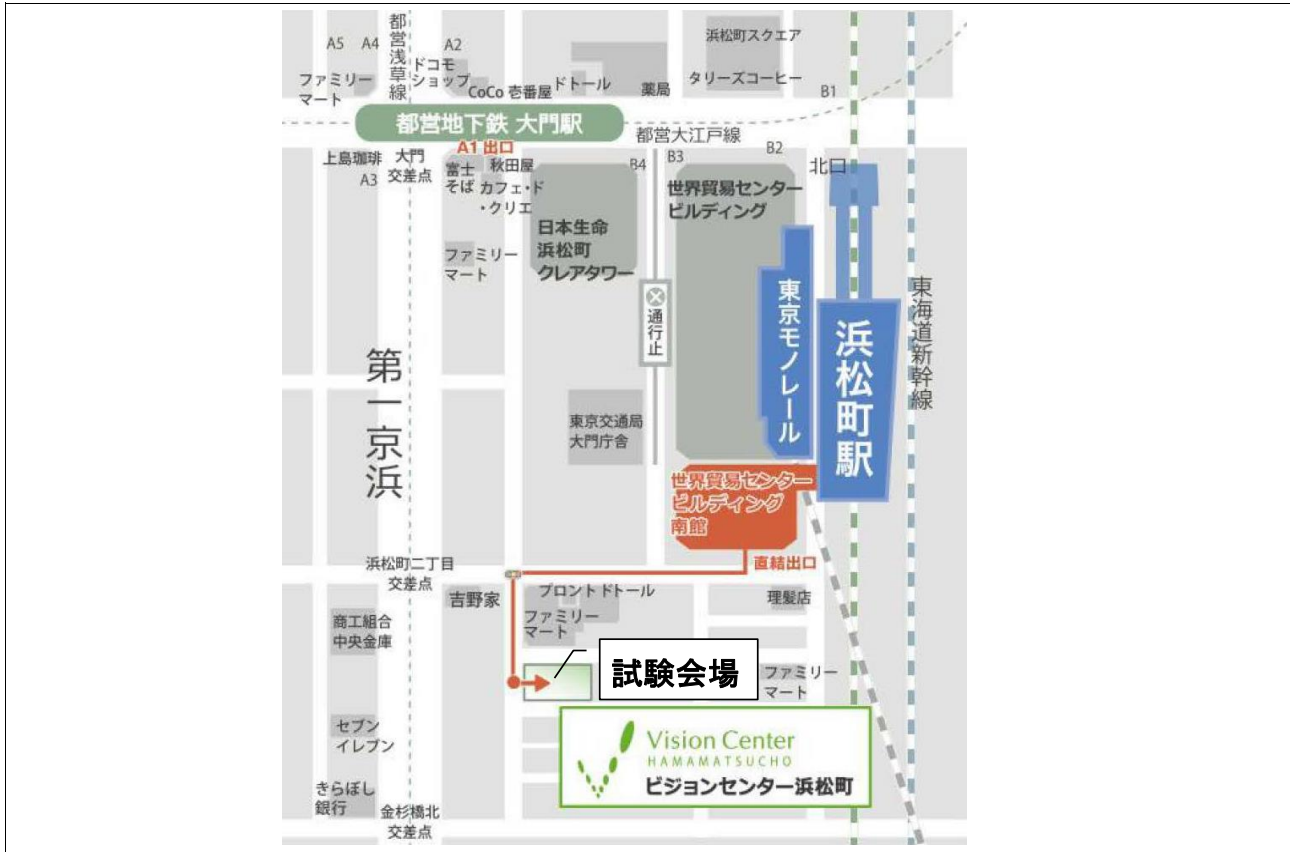 都営浅草線
A5
A4
A2
ファミリー
マート
ドコモ
ショップ
CoCo 壱番屋
ドトール
薬局
浜松町スクエア
タリーズコーヒー
B1
都営地下鉄 大門駅
都営大江戸線
A1 出口
上島珈琲
A3
大門
交差点
富士
そば
秋田屋
カフェ・ド
・クリエ
B4
B3
B2
北口
世界貿易センター
ビルディング
日本生命
浜松町
クレアタワー
ファミリー
マート
通行止
東京モノレール
浜松町駅
東海道新幹線
第一京浜
東京交通局
大門庁舎
世界貿易センター
ビルディング
南館
直結出口
浜松町二丁目
交差点
吉野家
プロント
ドトール
ファミリー
マート
理髪店
商工組合
中央金庫
試験会場
ファミリー
マート
セブン
イレブン
Vision Center
HAMAMATSUCHO
ビジョンセンター浜松町
きらぼし
銀行
金杉橋北
交差点